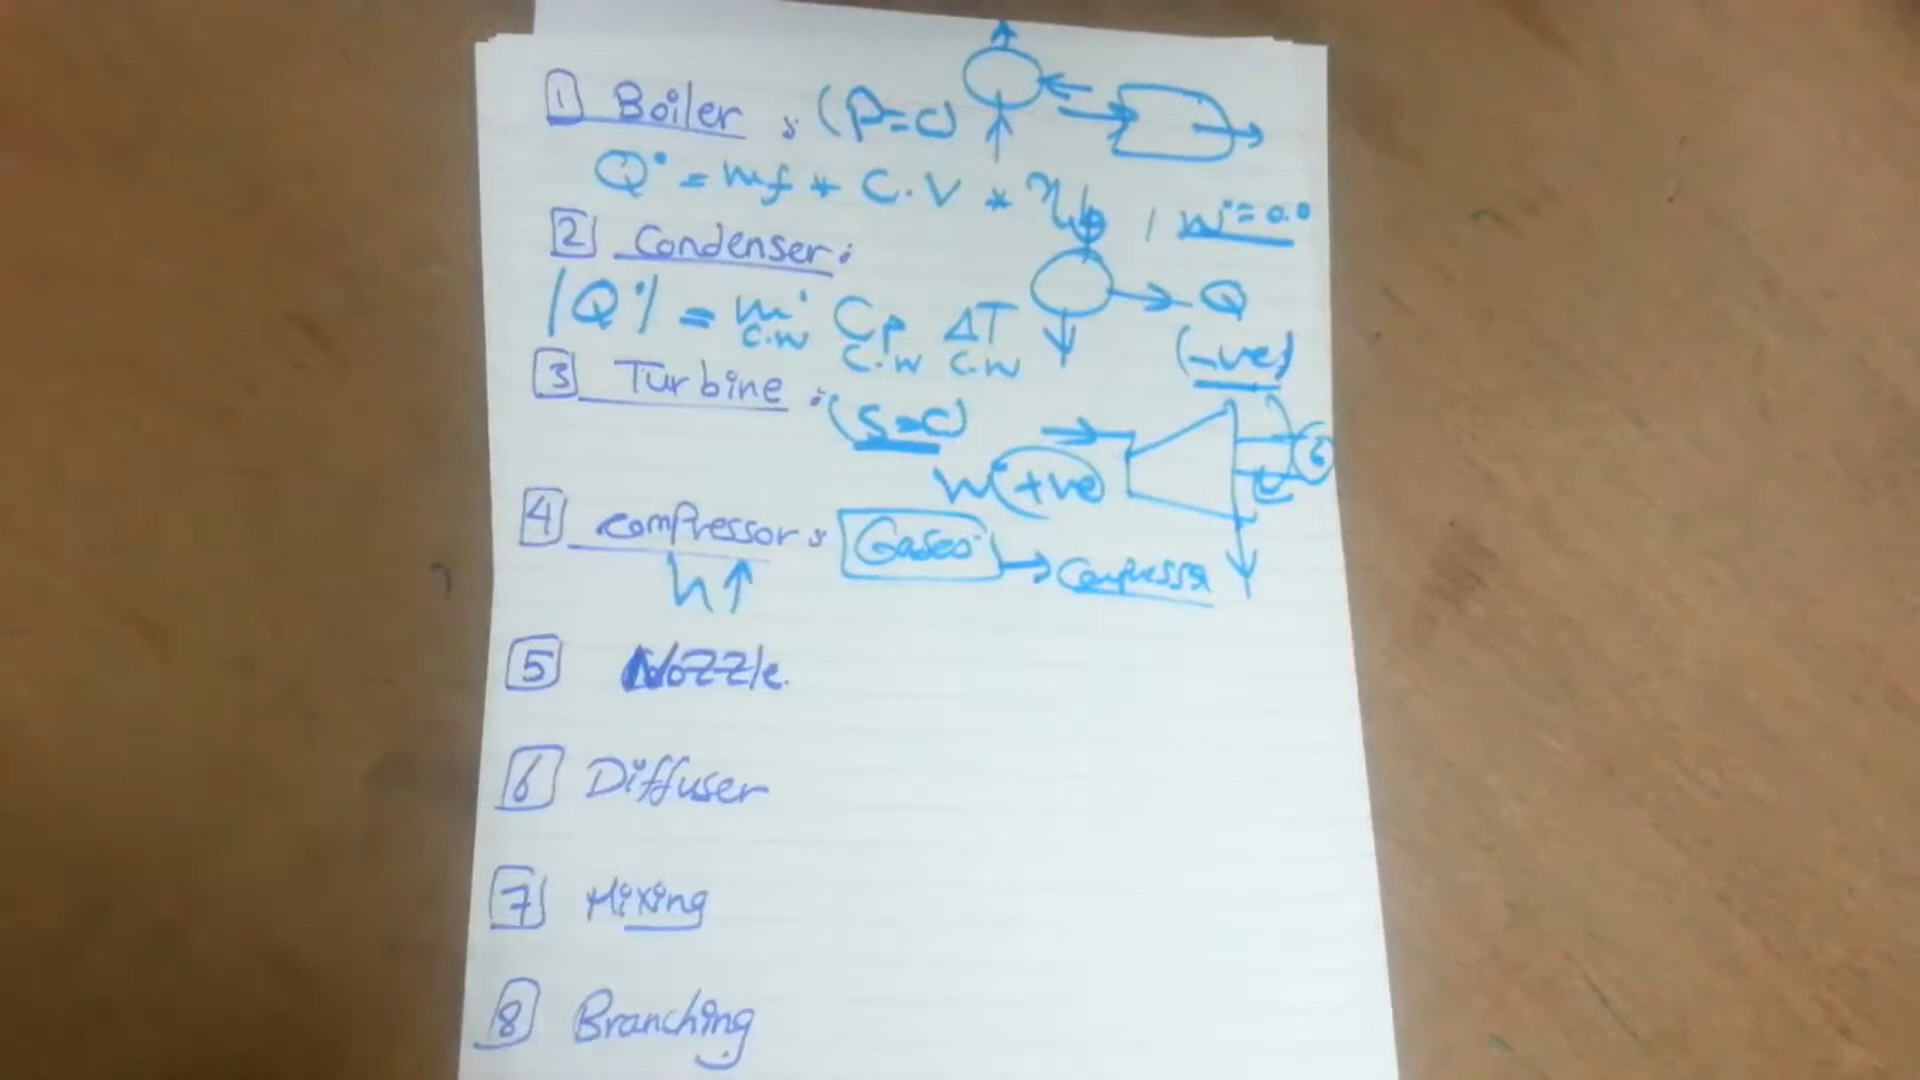 1 Boiler : (P=C)
Q° = mf * C.V * ηb / W° = 0.0
2 Condenser :
|Q°| = m° Cp ΔT → Q
C.W C.W C.W (-ve)
3 Turbine : (S=C)
W (+ve)
4 compressor : Gases → Compressor
h↑
5 Nozzle.
6 Diffuser
7 Mixing
8 Branching